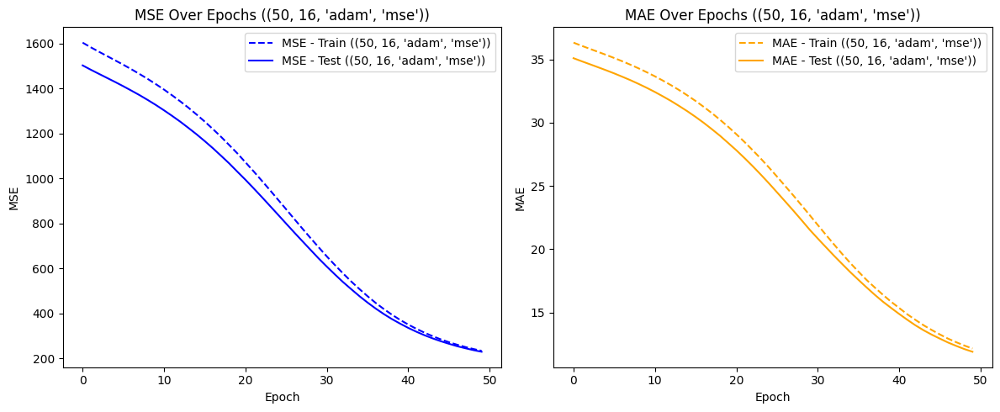 MSE Over Epochs ((50, 16, 'adam', 'mse'))
MSE - Train ((50, 16, 'adam', 'mse'))
MSE - Test ((50, 16, 'adam', 'mse'))
1600
1400
1200
1000
800
600
400
200
MSE
0 10 20 30 40 50
Epoch
MAE Over Epochs ((50, 16, 'adam', 'mse'))
MAE - Train ((50, 16, 'adam', 'mse'))
MAE - Test ((50, 16, 'adam', 'mse'))
35
30
25
20
15
MAE
0 10 20 30 40 50
Epoch